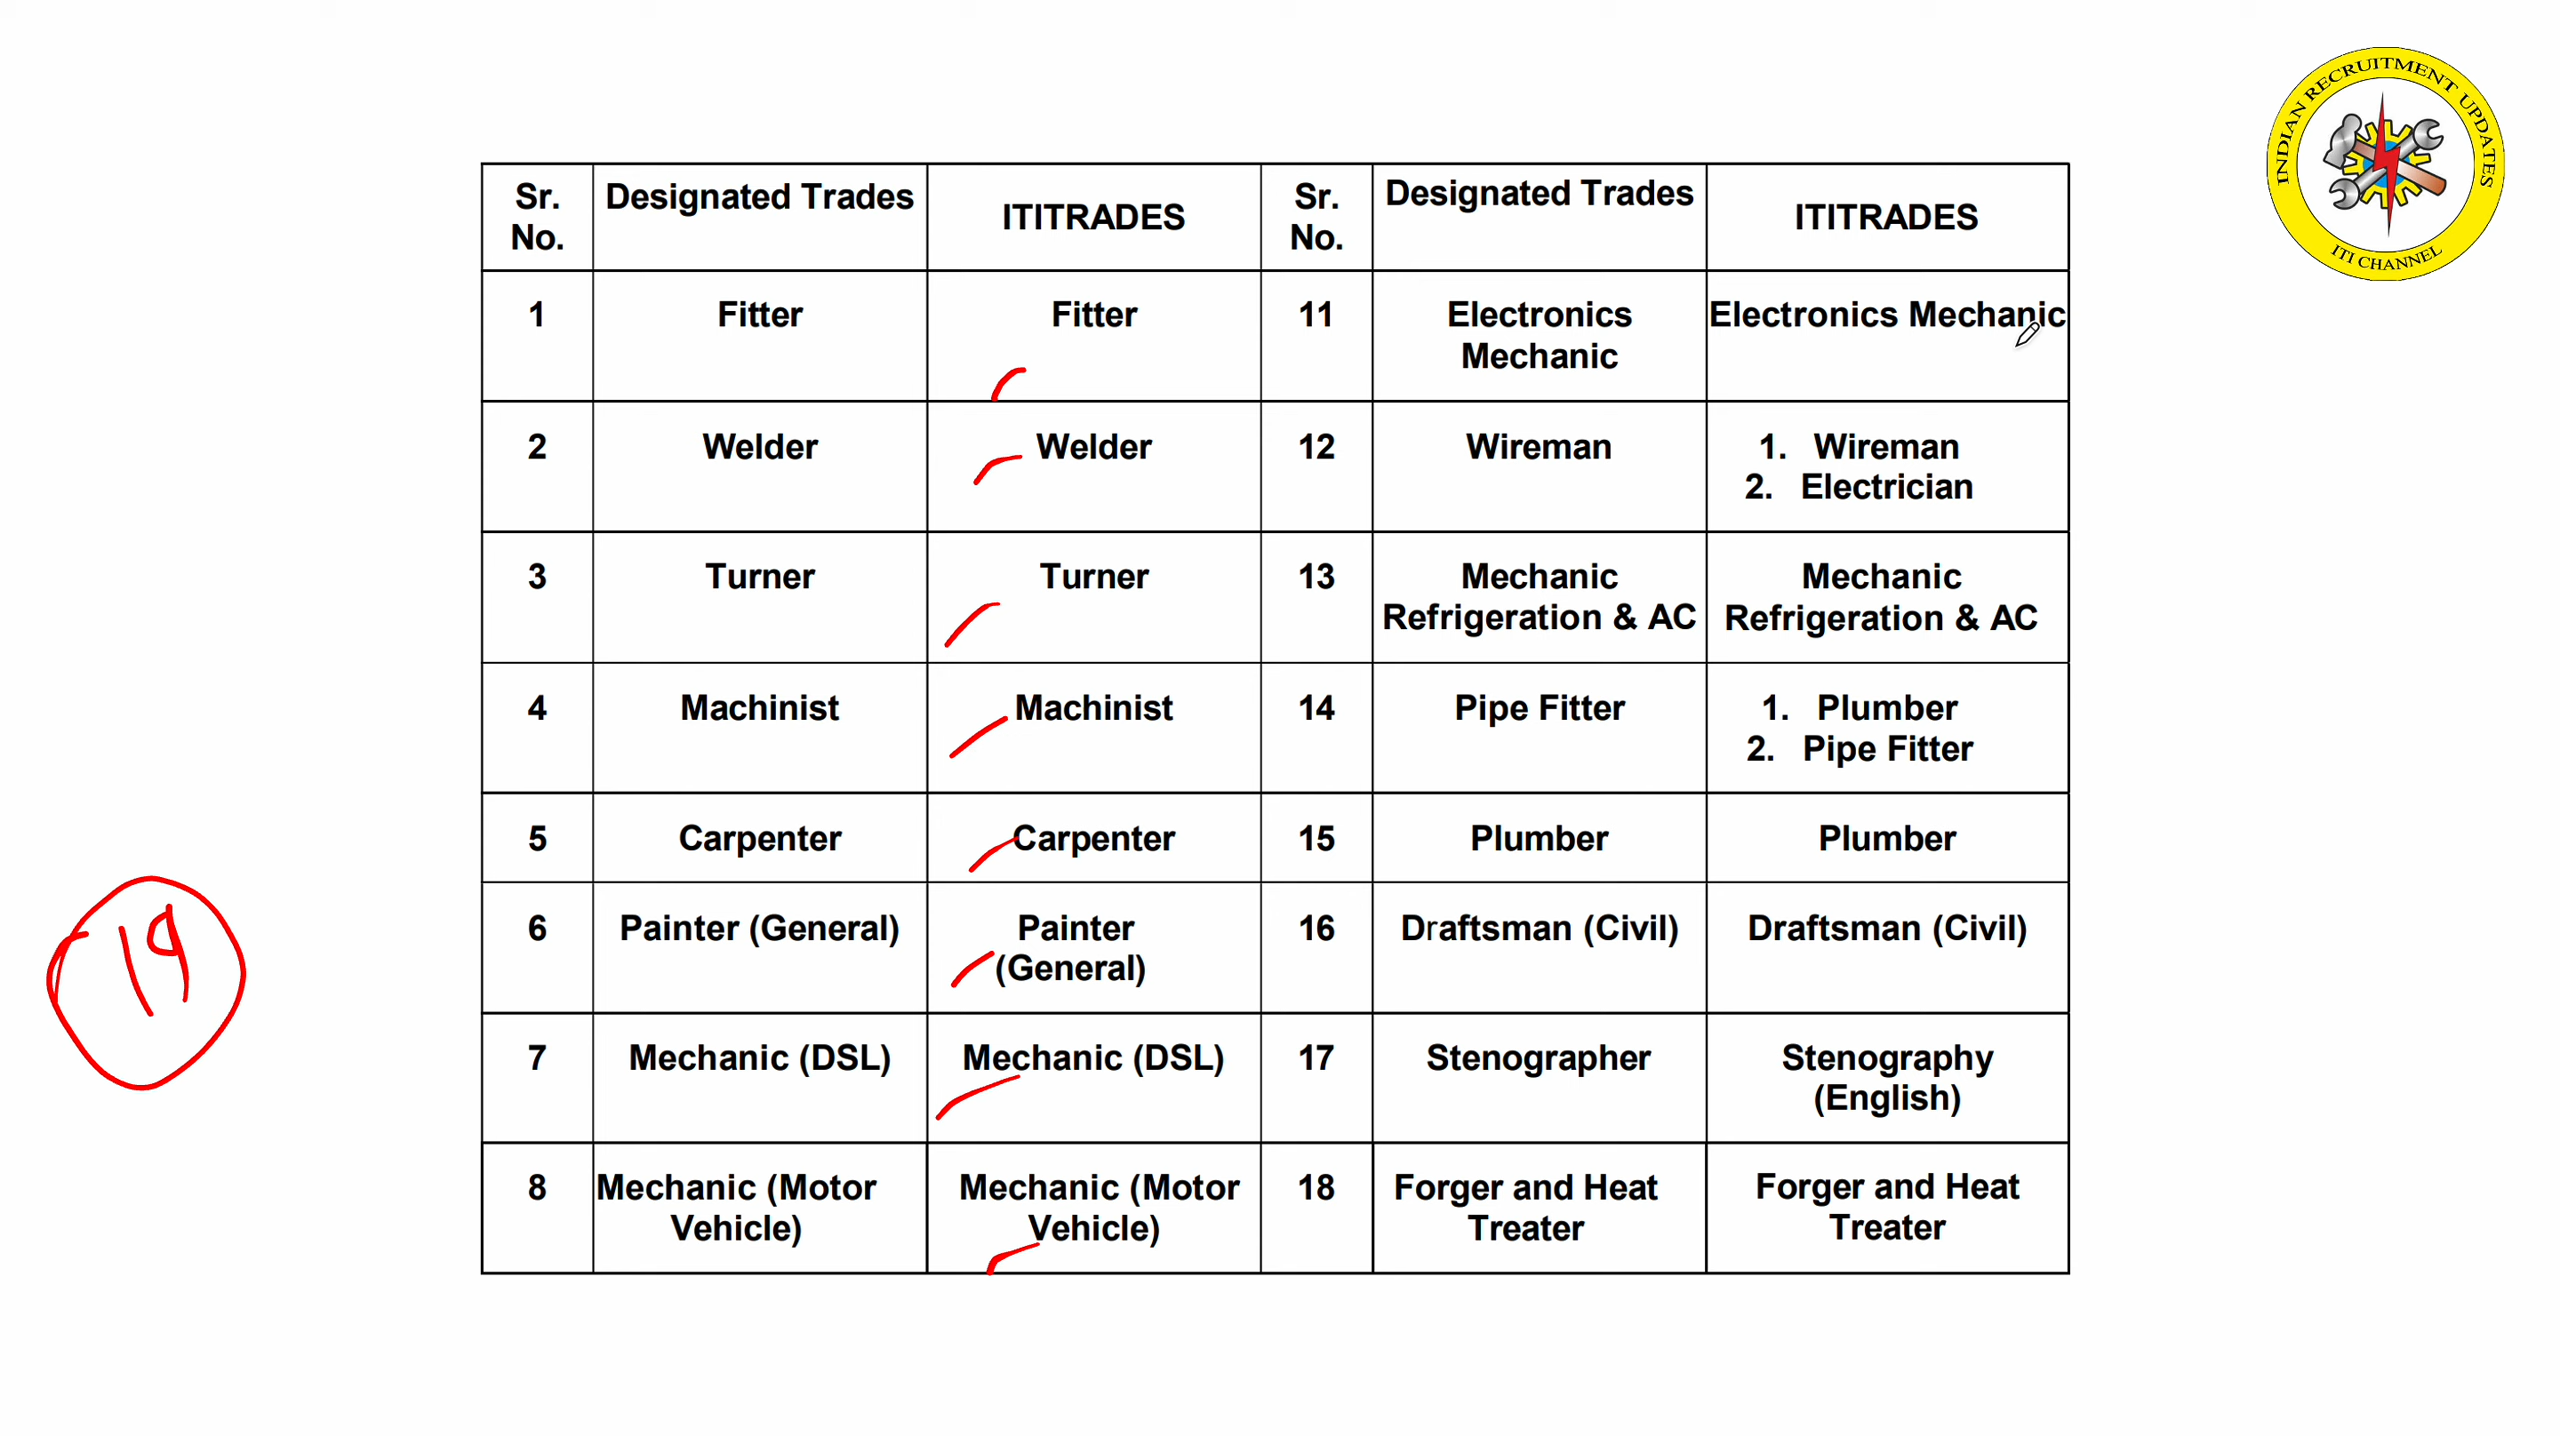 INDIAN RECRUITMENT UPDATES
ITI CHANNEL
Sr. No. Designated Trades ITITRADES Sr. No. Designated Trades ITITRADES
1 Fitter Fitter 11 Electronics Mechanic Electronics Mechanic
2 Welder Welder 12 Wireman 1. Wireman 2. Electrician
3 Turner Turner 13 Mechanic Refrigeration & AC Mechanic Refrigeration & AC
4 Machinist Machinist 14 Pipe Fitter 1. Plumber 2. Pipe Fitter
5 Carpenter Carpenter 15 Plumber Plumber
6 Painter (General) Painter (General) 16 Draftsman (Civil) Draftsman (Civil)
7 Mechanic (DSL) Mechanic (DSL) 17 Stenographer Stenography (English)
8 Mechanic (Motor Vehicle) Mechanic (Motor Vehicle) 18 Forger and Heat Treater Forger and Heat Treater
19